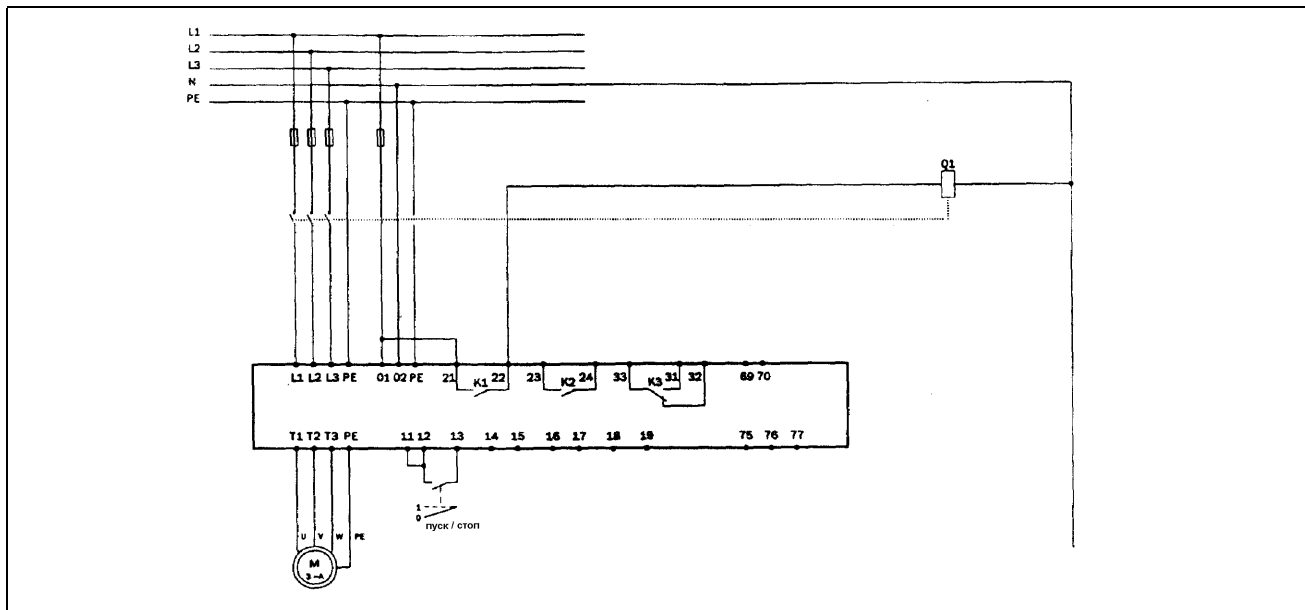 L1
L2
L3
N
PE
Q1
L1 L2 L3 PE 01 02 PE 21 K1 22 23 K2 24 33 K3 31 32 69 70
T1 T2 T3 PE 11 12 13 14 15 16 17 18 19 75 76 77
1
0
пуск / стоп
U V W PE
M